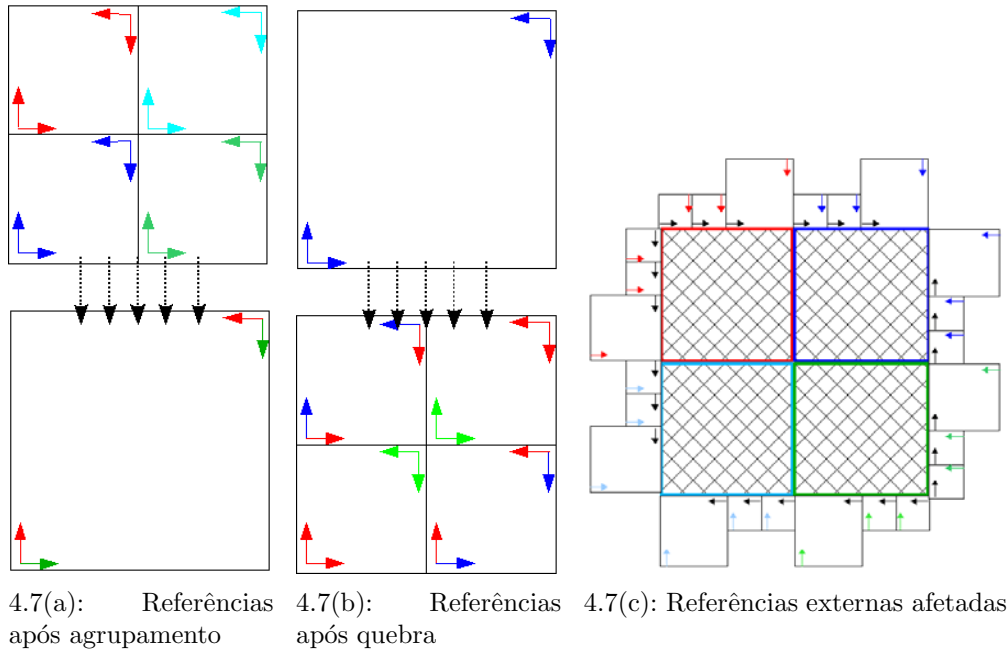 4.7(a): Referências
após agrupamento
4.7(b): Referências
após quebra
4.7(c): Referências externas afetadas